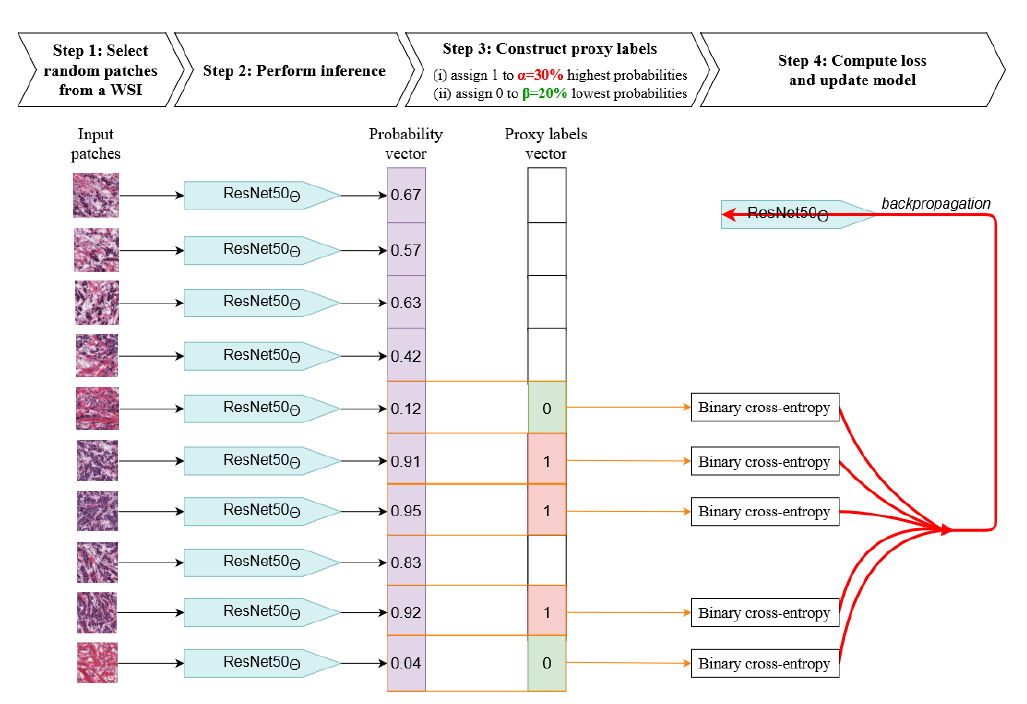 Step 1: Select
random patches
from a WSI
Step 2: Perform inference
Step 3: Construct proxy labels
(i) assign 1 to α=30% highest probabilities
(ii) assign 0 to β=20% lowest probabilities
Step 4: Compute loss
and update model
Input
patches
Probability
vector
Proxy labels
vector
ResNet50Θ
0.67
ResNet50Θ
backpropagation
ResNet50Θ
0.57
ResNet50Θ
0.63
ResNet50Θ
0.42
ResNet50Θ
0.12
0
Binary cross-entropy
ResNet50Θ
0.91
1
Binary cross-entropy
ResNet50Θ
0.95
1
Binary cross-entropy
ResNet50Θ
0.83
ResNet50Θ
0.92
1
Binary cross-entropy
ResNet50Θ
0.04
0
Binary cross-entropy